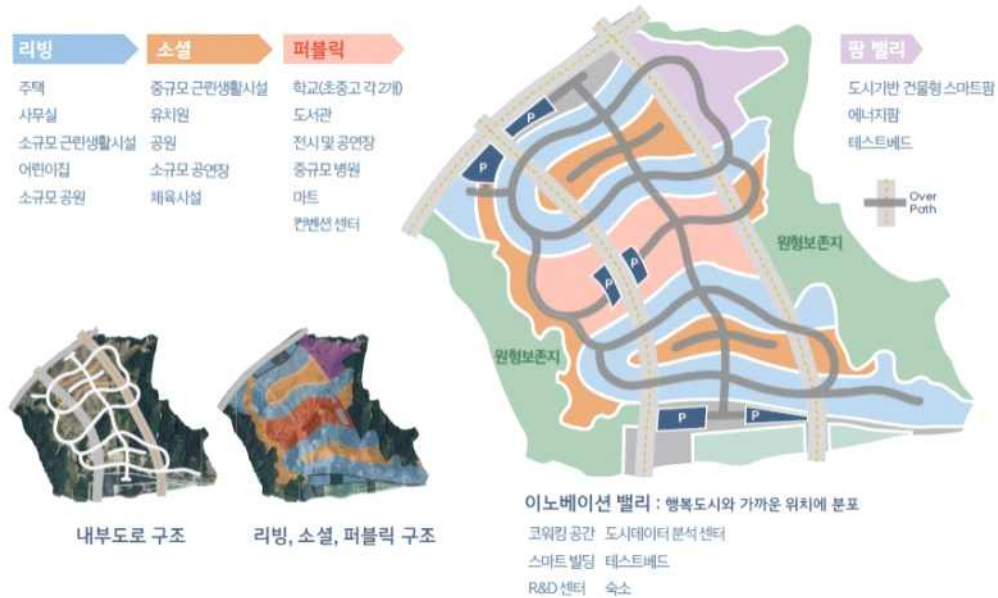 리빙
주택
사무실
소규모 근린생활시설
어린이집
소규모 공원
소셜
중규모 근린생활시설
유치원
공원
소규모 공연장
체육시설
퍼블릭
학교(초중고 각 2개)
도서관
전시 및 공연장
중규모 병원
마트
컨벤션 센터
팜 밸리
도시기반 건물형 스마트팜
에너지팜
테스트베드
Over
Path
P
P
P
P
원형보존지
원형보존지
P
P
내부도로 구조
리빙, 소셜, 퍼블릭 구조
이노베이션 밸리 : 행복도시와 가까운 위치에 분포
코워킹 공간 도시데이터 분석 센터
스마트 빌딩 테스트베드
R&D 센터 숙소